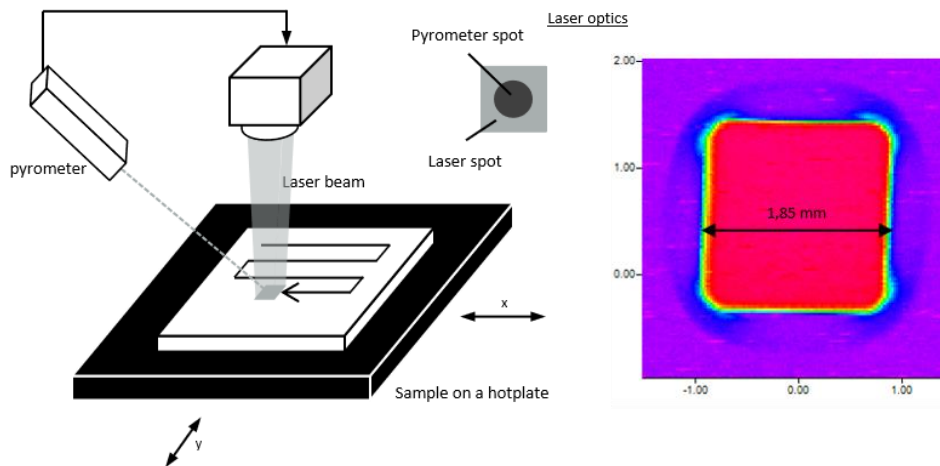 Laser optics
Pyrometer spot
Laser spot
pyrometer
Laser beam
x
Sample on a hotplate
y
2.00
1.00
0.00
1,85 mm
-1.00
0.00
1.00